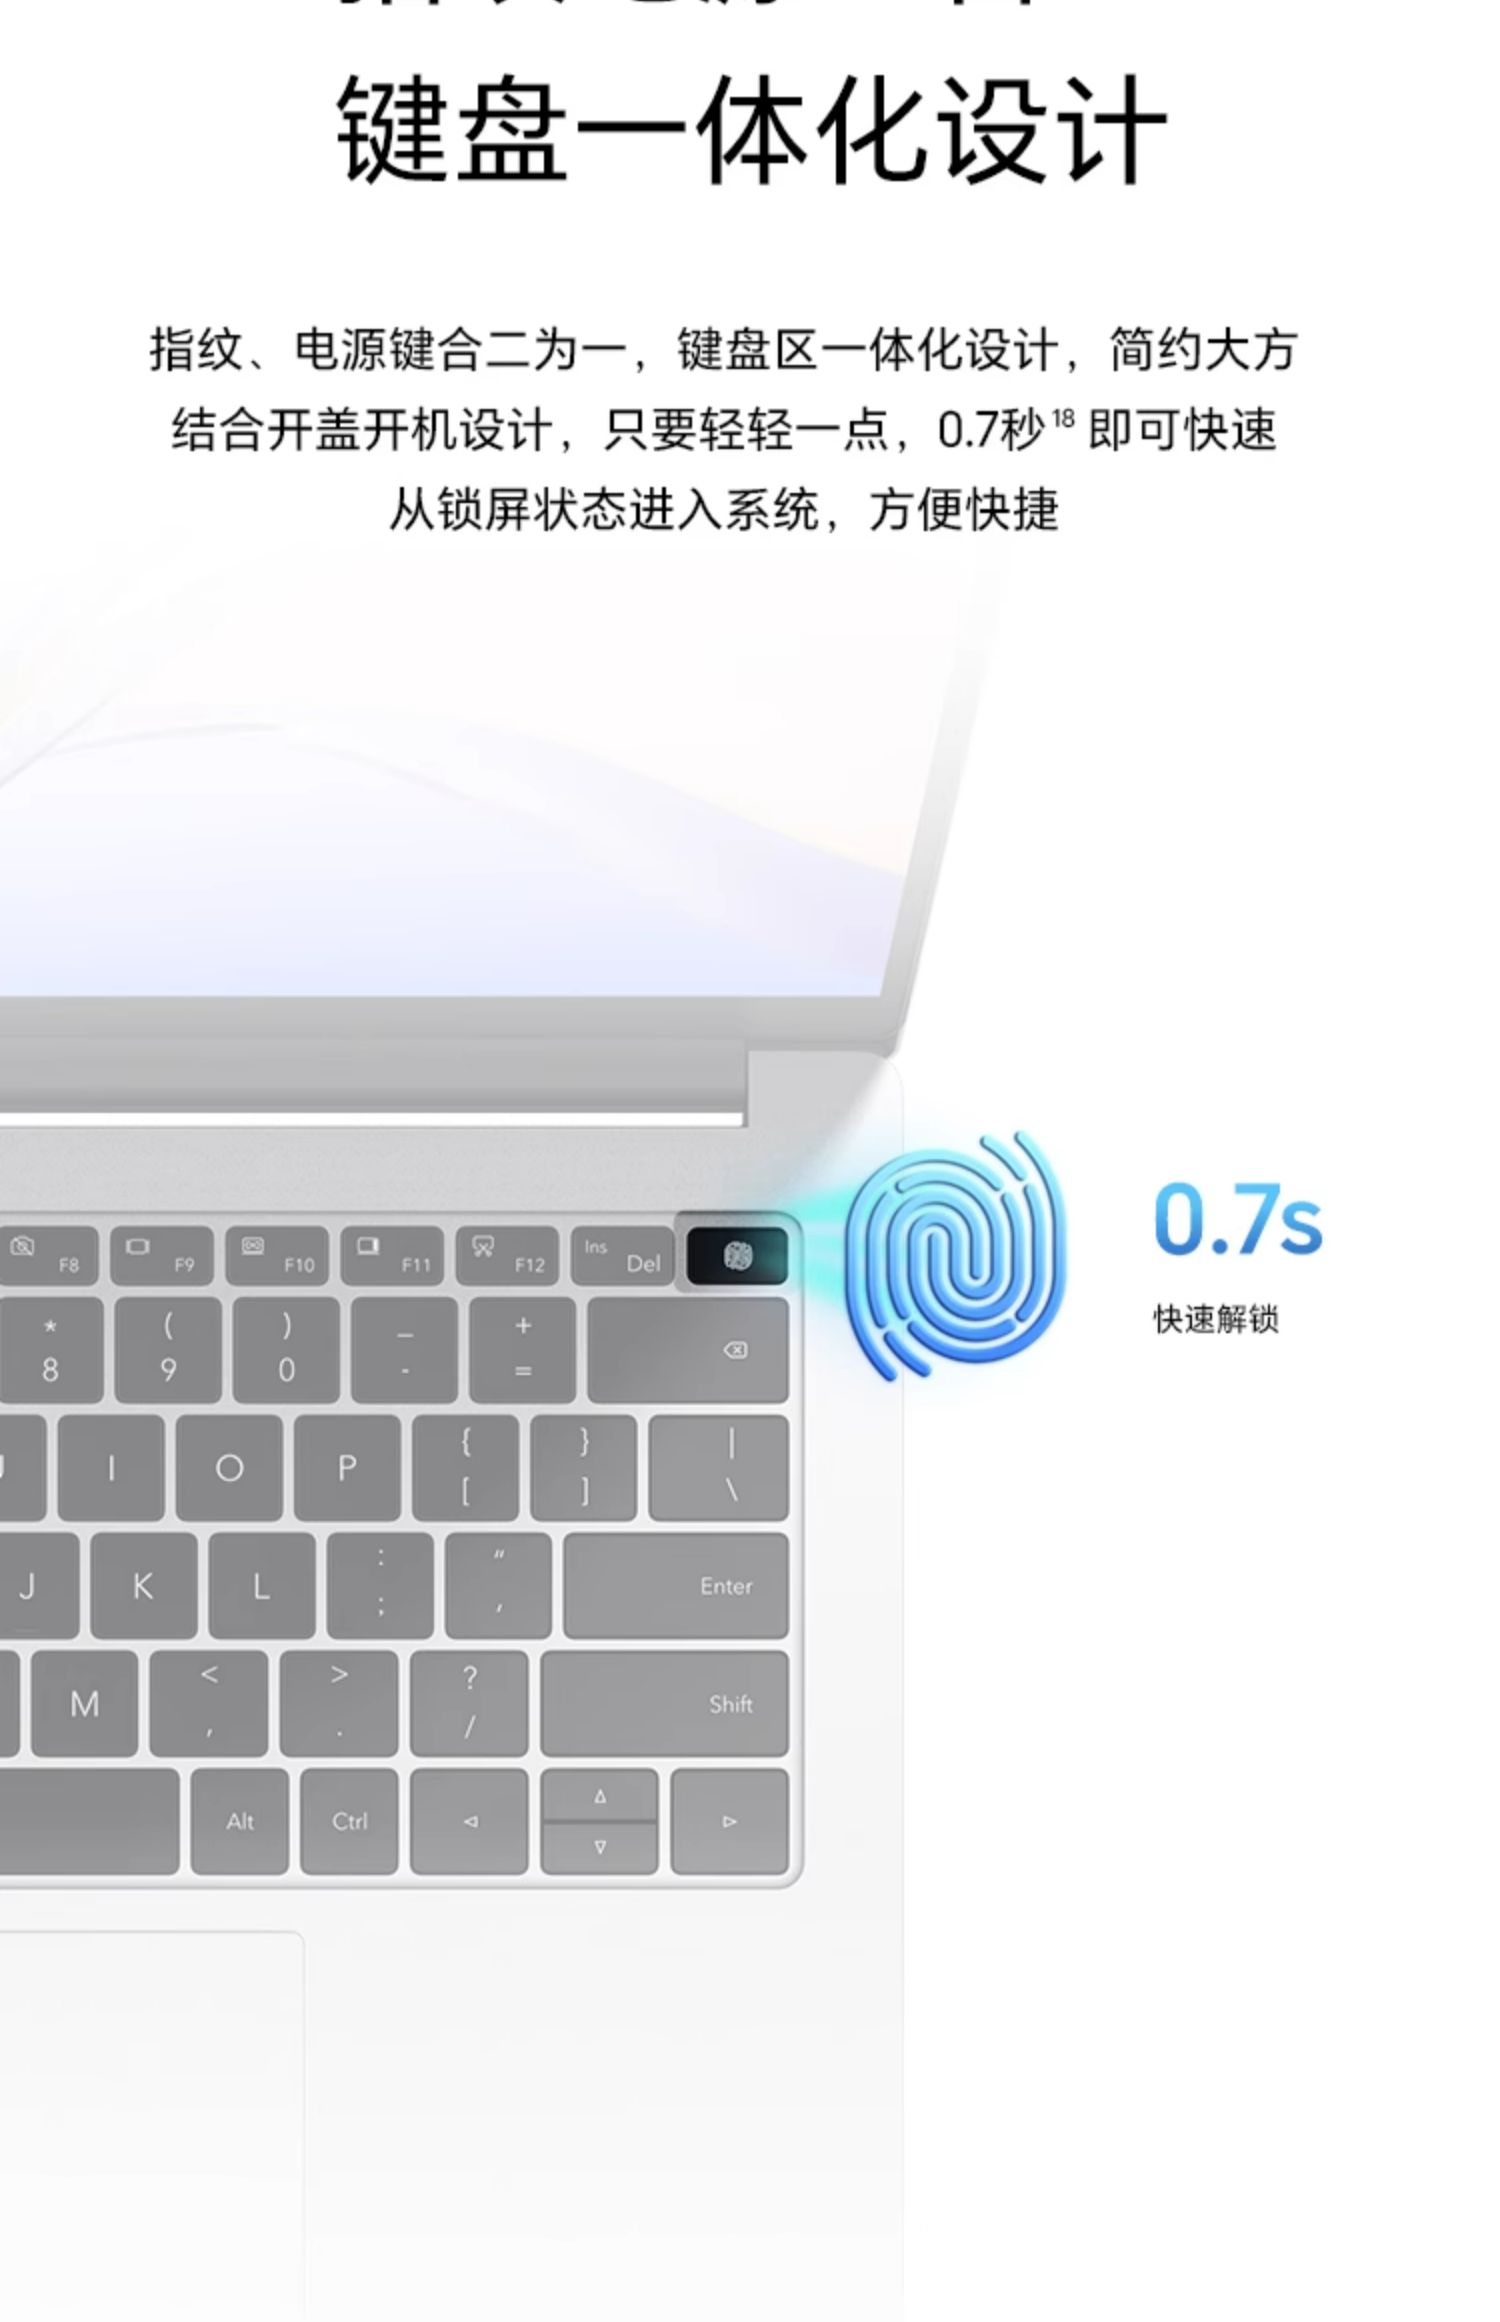 键盘一体化设计
指纹、电源键合二为一，键盘区一体化设计，简约大方
结合开盖开机设计，只要轻轻一点，0.7秒18 即可快速
从锁屏状态进入系统，方便快捷
0.7s
快速解锁
F8 F9 F10 F11 F12 Ins Del
* ( ) _ +
8 9 0 - =
I O P { } |
[ ] \
J K L : "
; ' Enter
M < > ? Shift
, . /
Alt Ctrl